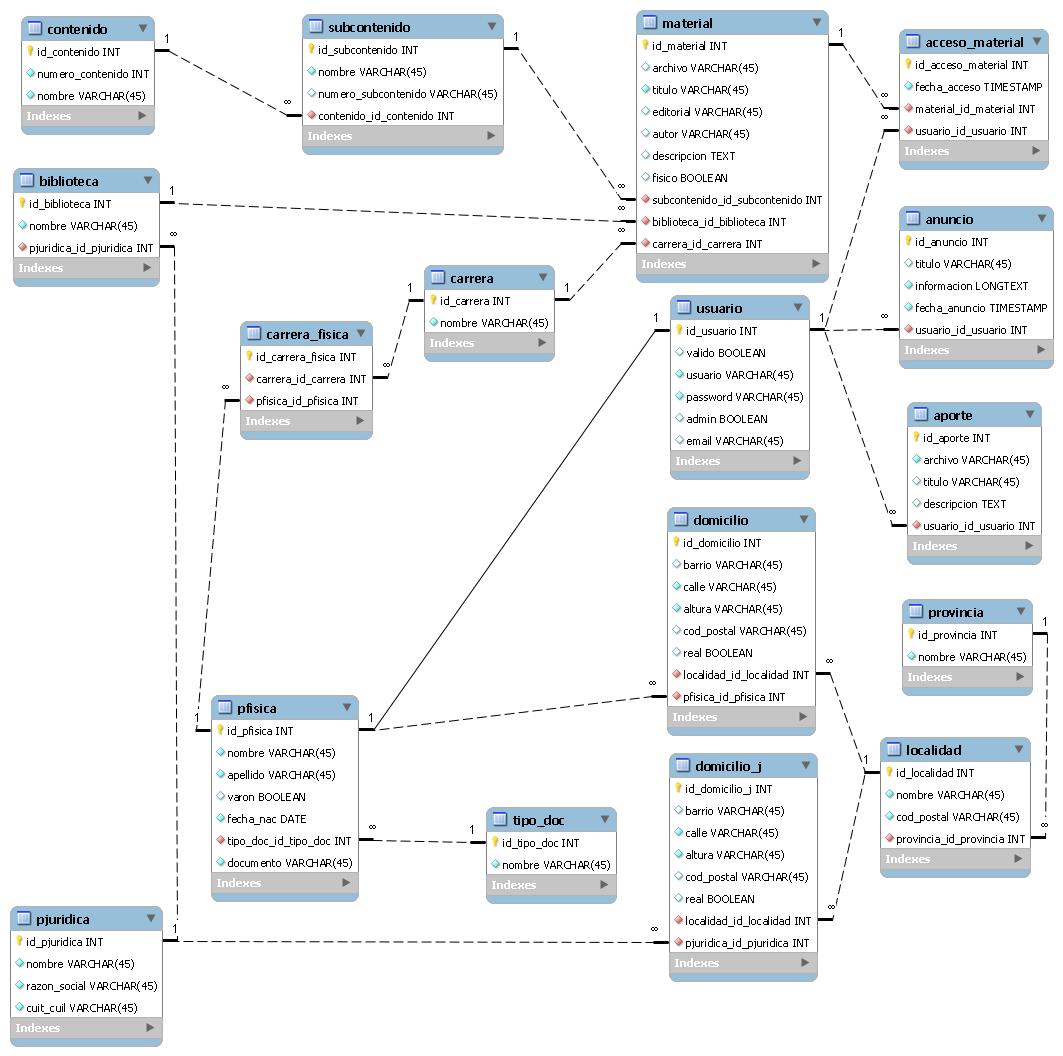 contenido
id_contenido INT
numero_contenido INT
nombre VARCHAR(45)
Indexes
1
∞
subcontenido
id_subcontenido INT
nombre VARCHAR(45)
numero_subcontenido VARCHAR(45)
contenido_id_contenido INT
Indexes
1
∞
material
id_material INT
archivo VARCHAR(45)
titulo VARCHAR(45)
editorial VARCHAR(45)
autor VARCHAR(45)
descripcion TEXT
fisico BOOLEAN
subcontenido_id_subcontenido INT
biblioteca_id_biblioteca INT
carrera_id_carrera INT
Indexes
1
∞
∞
∞
acceso_material
id_acceso_material INT
fecha_acceso TIMESTAMP
material_id_material INT
usuario_id_usuario INT
Indexes
∞
biblioteca
id_biblioteca INT
nombre VARCHAR(45)
pjuridica_id_pjuridica INT
Indexes
1
∞
anuncio
id_anuncio INT
titulo VARCHAR(45)
informacion LONGTEXT
fecha_anuncio TIMESTAMP
usuario_id_usuario INT
Indexes
∞
carrera
id_carrera INT
nombre VARCHAR(45)
Indexes
1
1
carrera_fisica
id_carrera_fisica INT
carrera_id_carrera INT
pfisica_id_pfisica INT
Indexes
∞
∞
usuario
id_usuario INT
valido BOOLEAN
usuario VARCHAR(45)
password VARCHAR(45)
admin BOOLEAN
email VARCHAR(45)
Indexes
1
1
aporte
id_aporte INT
archivo VARCHAR(45)
titulo VARCHAR(45)
descripcion TEXT
usuario_id_usuario INT
Indexes
∞
domicilio
id_domicilio INT
barrio VARCHAR(45)
calle VARCHAR(45)
altura VARCHAR(45)
cod_postal VARCHAR(45)
real BOOLEAN
localidad_id_localidad INT
pfisica_id_pfisica INT
Indexes
∞
∞
provincia
id_provincia INT
nombre VARCHAR(45)
Indexes
1
pfisica
id_pfisica INT
nombre VARCHAR(45)
apellido VARCHAR(45)
varon BOOLEAN
fecha_nac DATE
tipo_doc_id_tipo_doc INT
documento VARCHAR(45)
Indexes
1
1
∞
localidad
id_localidad INT
nombre VARCHAR(45)
cod_postal VARCHAR(45)
provincia_id_provincia INT
Indexes
1
∞
domicilio_j
id_domicilio_j INT
barrio VARCHAR(45)
calle VARCHAR(45)
altura VARCHAR(45)
cod_postal VARCHAR(45)
real BOOLEAN
localidad_id_localidad INT
pjuridica_id_pjuridica INT
Indexes
∞
∞
tipo_doc
id_tipo_doc INT
nombre VARCHAR(45)
Indexes
1
pjuridica
id_pjuridica INT
nombre VARCHAR(45)
razon_social VARCHAR(45)
cuit_cuil VARCHAR(45)
Indexes
1